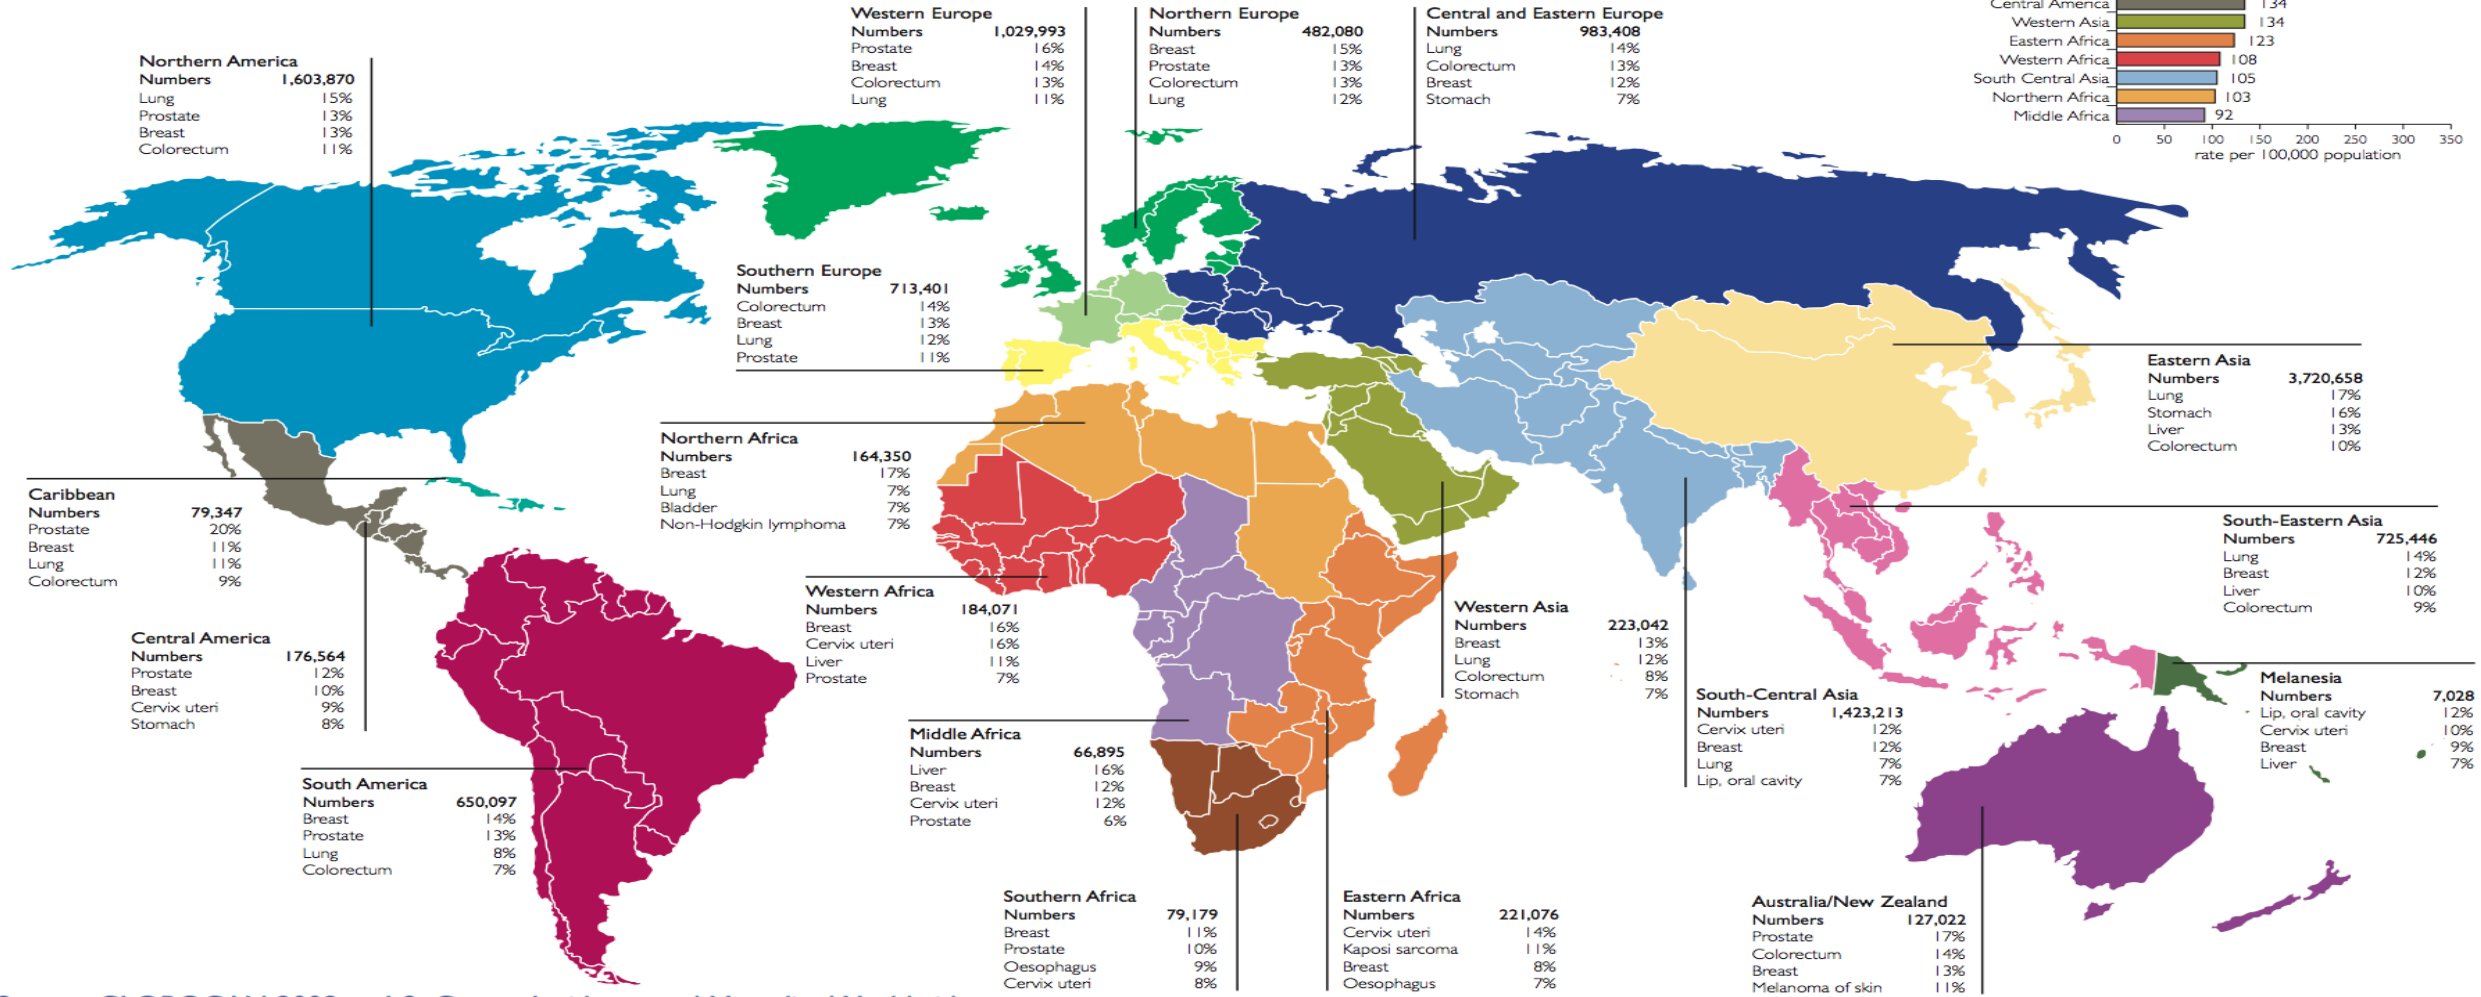 Western Europe
Numbers 1,029,993
Prostate 16%
Breast 14%
Colorectum 13%
Lung 11%
Northern Europe
Numbers 482,080
Breast 15%
Prostate 13%
Colorectum 13%
Lung 12%
Central and Eastern Europe
Numbers 983,408
Lung 14%
Colorectum 13%
Breast 12%
Stomach 7%
Central America 134
Western Asia 134
Eastern Africa 123
Western Africa 108
South Central Asia 105
Northern Africa 103
Middle Africa 92
0 50 100 150 200 250 300 350
rate per 100,000 population
Northern America
Numbers 1,603,870
Lung 15%
Prostate 13%
Breast 13%
Colorectum 11%
Southern Europe
Numbers 713,401
Colorectum 14%
Breast 13%
Lung 12%
Prostate 11%
Eastern Asia
Numbers 3,720,658
Lung 17%
Stomach 16%
Liver 13%
Colorectum 10%
Northern Africa
Numbers 164,350
Breast 17%
Lung 7%
Bladder 7%
Non-Hodgkin lymphoma 7%
Caribbean
Numbers 79,347
Prostate 20%
Breast 11%
Lung 11%
Colorectum 9%
South-Eastern Asia
Numbers 725,446
Lung 14%
Breast 12%
Liver 10%
Colorectum 9%
Western Africa
Numbers 184,071
Breast 16%
Cervix uteri 16%
Liver 11%
Prostate 7%
Western Asia
Numbers 223,042
Breast 13%
Lung 12%
Colorectum 8%
Stomach 7%
Central America
Numbers 176,564
Prostate 12%
Breast 10%
Cervix uteri 9%
Stomach 8%
South-Central Asia
Numbers 1,423,213
Cervix uteri 12%
Breast 12%
Lung 7%
Lip, oral cavity 7%
Melanesia
Numbers 7,028
Lip, oral cavity 12%
Cervix uteri 10%
Breast 9%
Liver 7%
Middle Africa
Numbers 66,895
Liver 16%
Breast 12%
Cervix uteri 12%
Prostate 6%
South America
Numbers 650,097
Breast 14%
Prostate 13%
Lung 8%
Colorectum 7%
Southern Africa
Numbers 79,179
Breast 11%
Prostate 10%
Oesophagus 9%
Cervix uteri 8%
Eastern Africa
Numbers 221,076
Cervix uteri 14%
Kaposi sarcoma 11%
Breast 8%
Oesophagus 7%
Australia/New Zealand
Numbers 127,022
Prostate 17%
Colorectum 14%
Breast 13%
Melanoma of skin 11%